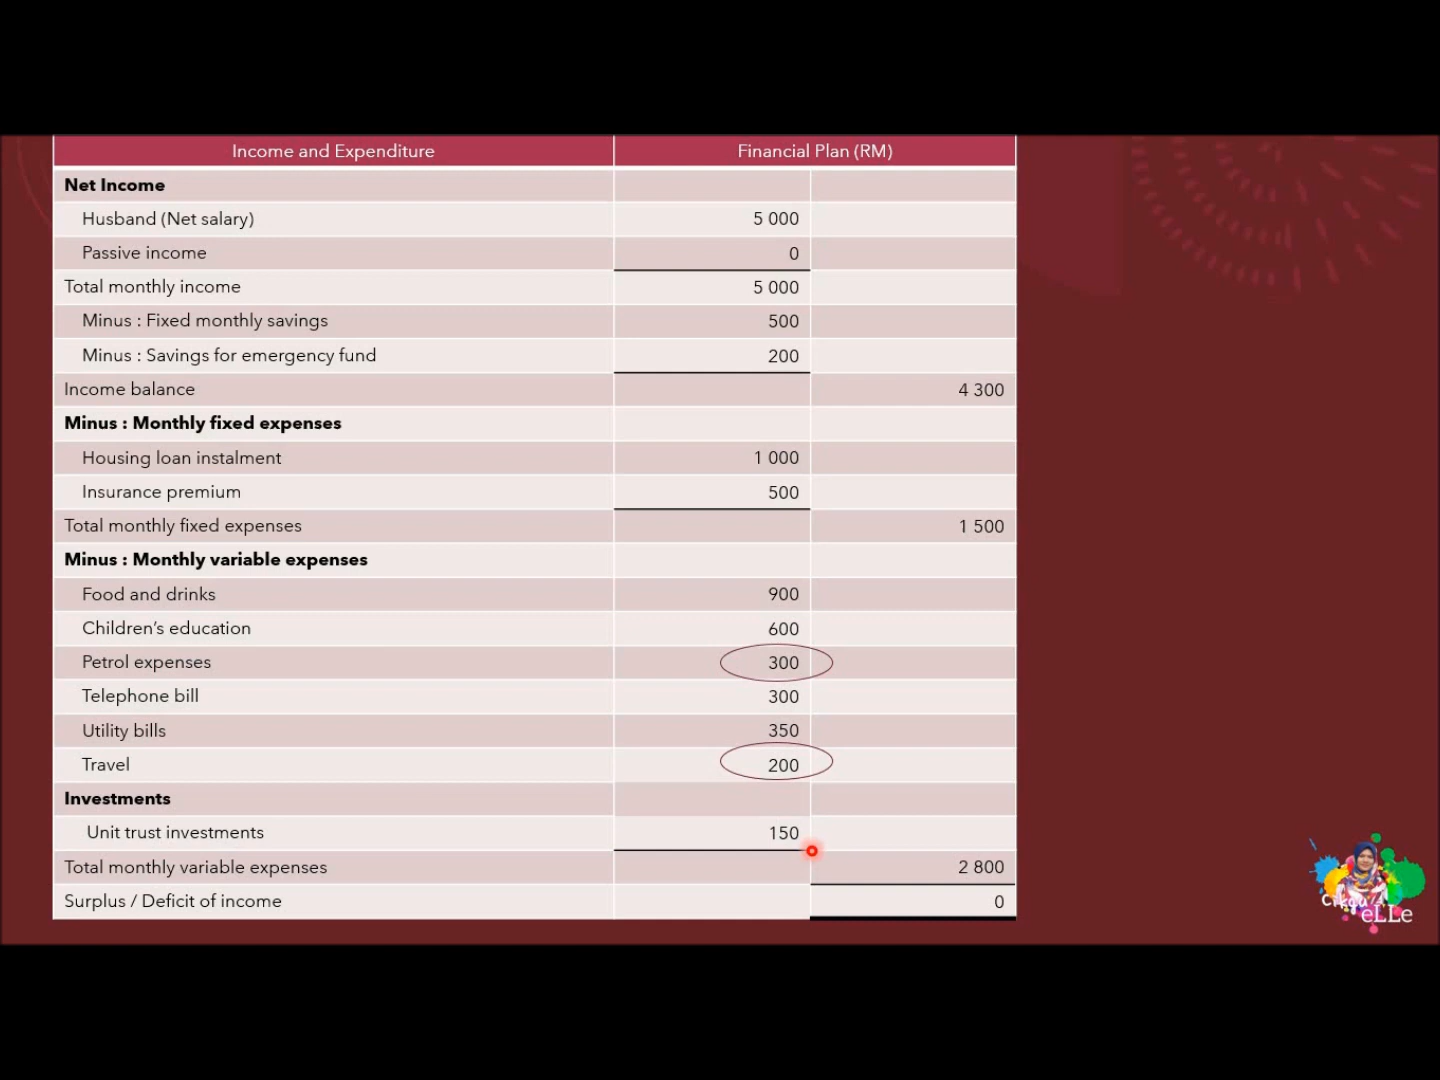 Income and Expenditure Financial Plan (RM)
Net Income
Husband (Net salary) 5 000
Passive income 0
Total monthly income 5 000
Minus : Fixed monthly savings 500
Minus : Savings for emergency fund 200
Income balance 4 300
Minus : Monthly fixed expenses
Housing loan instalment 1 000
Insurance premium 500
Total monthly fixed expenses 1 500
Minus : Monthly variable expenses
Food and drinks 900
Children’s education 600
Petrol expenses 300
Telephone bill 300
Utility bills 350
Travel 200
Investments
Unit trust investments 150
Total monthly variable expenses 2 800
Surplus / Deficit of income 0
eLLe